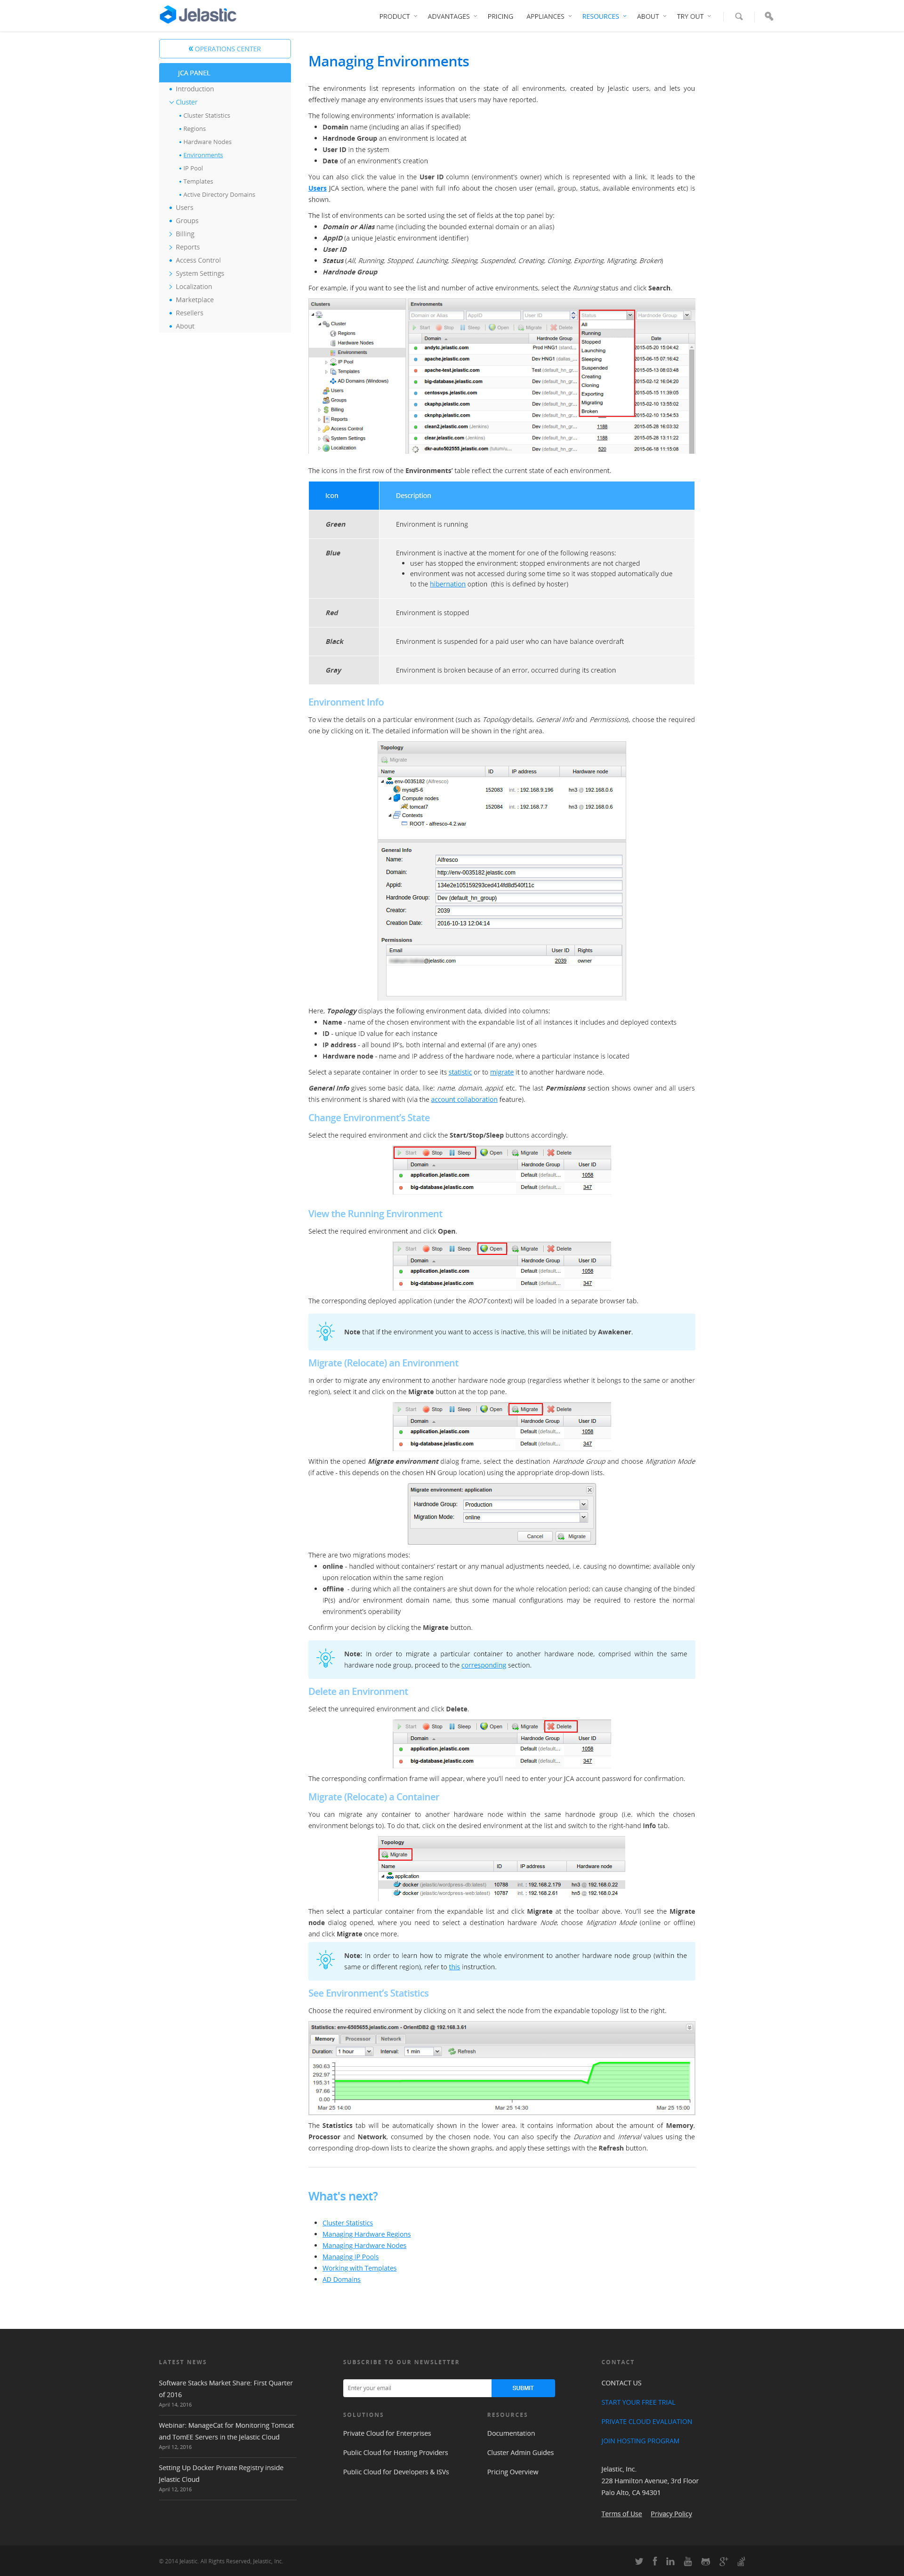 Jelastic
PRODUCT
ADVANTAGES
PRICING
APPLIANCES
RESOURCES
ABOUT
TRY OUT
« OPERATIONS CENTER
JCA PANEL
Introduction
Cluster
Cluster Statistics
Regions
Hardware Nodes
Environments
IP Pool
Templates
Active Directory Domains
Users
Groups
Billing
Reports
Access Control
System Settings
Localization
Marketplace
Resellers
About
Managing Environments
The environments list represents information on the state of all environments, created by Jelastic users, and lets you
effectively manage any environments issues that users may have reported.
The following environments' information is available:
Domain name (including an alias if specified)
Hardnode Group an environment is located at
User ID in the system
Date of an environment's creation
You can also click the value in the User ID column (environment's owner) which is represented with a link. It leads to the
Users JCA section, where the panel with full info about the chosen user (email, group, status, available environments etc) is
shown.
The list of environments can be sorted using the set of fields at the top panel by:
Domain or Alias name (including the bounded external domain or an alias)
AppID (a unique Jelastic environment identifier)
User ID
Status (All, Running, Stopped, Launching, Sleeping, Suspended, Creating, Cloning, Exporting, Migrating, Broken)
Hardnode Group
For example, if you want to see the list and number of active environments, select the Running status and click Search.
Clusters
Cluster
Regions
Hardware Nodes
Environments
IP Pool
Templates
AD Domains (Windows)
Users
Groups
Billing
Reports
Access Control
System Settings
Localization
Environments
Domain or Alias AppID User ID Status Hardnode Group
Start Stop Sleep Open Migrate Delete
Domain Hardnode Group Date
All
Running
Stopped
Launching
Sleeping
Suspended
Creating
Cloning
Exporting
Migrating
Broken
andylc.jelastic.com 2015-05-20 15:04:42
apache.jelastic.com 2015-06-15 07:16:42
apache-test.jelastic.com Test (default_hn_gr... 2015-05-13 08:03:48
big-database.jelastic.com Dev (default_hn_gr... 2015-02-12 16:04:20
centosvps.jelastic.com Dev (default_hn_gr... 2015-05-15 11:39:05
ckaphp.jelastic.com Dev (default_hn_gr... 2015-02-10 13:55:02
cknphp.jelastic.com Dev (default_hn_gr... 2015-02-10 13:54:53
clean2.jelastic.com (Jenkins) Dev (default_hn_gr... 1188 2015-05-28 16:03:32
clear.jelastic.com (Jenkins) Dev (default_hn_gr... 1188 2015-05-28 13:11:22
dkr-auto502555.jelastic.com Dev (default_hn_gr... 520 2015-06-18 11:15:08
The icons in the first row of the Environments' table reflect the current state of each environment.
Icon Description
Green Environment is running
Blue Environment is inactive at the moment for one of the following reasons:
user has stopped the environment; stopped environments are not charged
environment was not accessed during some time so it was stopped automatically due
to the hibernation option (this is defined by hoster)
Red Environment is stopped
Black Environment is suspended for a paid user who can have balance overdraft
Gray Environment is broken because of an error, occurred during its creation
Environment Info
To view the details on a particular environment (such as Topology details, General Info and Permissions), choose the required
one by clicking on it. The detailed information will be shown in the right area.
Topology
Migrate
Name ID IP address Hardware node
env-0035182 (Alfresco)
mysql5-6 152083 int. : 192.168.9.196 hn3 @ 192.168.0.6
Compute nodes
tomcat7 152084 int. : 192.168.7.7 hn3 @ 192.168.0.6
Contexts
ROOT - alfresco-4.2.war
General Info
Name: Alfresco
Domain: http://env-0035182.jelastic.com
Appid: 134e2e105159293ced414fd8d540f11c
Hardnode Group: Dev (default_hn_group)
Creator: 2039
Creation Date: 2016-10-13 12:04:14
Permissions
Email User ID Rights
@jelastic.com 2039 owner
Here, Topology displays the following environment data, divided into columns:
Name - name of the chosen environment with the expandable list of all instances it includes and deployed contexts
ID - unique ID value for each instance
IP address - all bound IP's, both internal and external (if are any) ones
Hardware node - name and IP address of the hardware node, where a particular instance is located
Select a separate container in order to see its statistic or to migrate it to another hardware node.
General Info gives some basic data, like: name, domain, appid, etc. The last Permissions section shows owner and all users
this environment is shared with (via the account collaboration feature).
Change Environment's State
Select the required environment and click the Start/Stop/Sleep buttons accordingly.
Start Stop Sleep Open Migrate Delete
Domain Hardnode Group User ID
application.jelastic.com Default (default... 1058
big-database.jelastic.com Default (default... 347
View the Running Environment
Select the required environment and click Open.
Start Stop Sleep Open Migrate Delete
Domain Hardnode Group User ID
application.jelastic.com Default (default... 1058
big-database.jelastic.com Default (default... 347
The corresponding deployed application (under the ROOT context) will be loaded in a separate browser tab.
Note that if the environment you want to access is inactive, this will be initiated by Awakener.
Migrate (Relocate) an Environment
In order to migrate any environment to another hardware node group (regardless whether it belongs to the same or another
region), select it and click on the Migrate button at the top pane.
Start Stop Sleep Open Migrate Delete
Domain Hardnode Group User ID
application.jelastic.com Default (default... 1058
big-database.jelastic.com Default (default... 347
Within the opened Migrate environment dialog frame, select the destination Hardnode Group and choose Migration Mode
(if active - this depends on the chosen HN Group location) using the appropriate drop-down lists.
Migrate environment: application
Hardnode Group: Production
Migration Mode: online
Cancel Migrate
There are two migrations modes:
online - handled without containers' restart or any manual adjustments needed, i.e. causing no downtime; available only
upon relocation within the same region
offline - during which all the containers are shut down for the whole relocation period; can cause changing of the binded
IP(s) and/or environment domain name, thus some manual configurations may be required to restore the normal
environment's operability
Confirm your decision by clicking the Migrate button.
Note: In order to migrate a particular container to another hardware node, comprised within the same
hardware node group, proceed to the corresponding section.
Delete an Environment
Select the unrequired environment and click Delete.
Start Stop Sleep Open Migrate Delete
Domain Hardnode Group User ID
application.jelastic.com Default (default... 1058
big-database.jelastic.com Default (default... 347
The corresponding confirmation frame will appear, where you'll need to enter your JCA account password for confirmation.
Migrate (Relocate) a Container
You can migrate any container to another hardware node within the same hardnode group (i.e. which the chosen
environment belongs to). To do that, click on the desired environment at the list and switch to the right-hand Info tab.
Topology
Migrate
Name ID IP address Hardware node
application
docker (jelastic/wordpress-db:latest) 10788 int. : 192.168.2.179 hn3 @ 192.168.0.22
docker (jelastic/wordpress-web:latest) 10787 int. : 192.168.2.61 hn5 @ 192.168.0.24
Then select a particular container from the expandable list and click Migrate at the toolbar above. You'll see the Migrate
node dialog opened, where you need to select a destination hardware Node, choose Migration Mode (online or offline)
and click Migrate once more.
Note: In order to learn how to migrate the whole environment to another hardware node group (within the
same or different region), refer to this instruction.
See Environment's Statistics
Choose the required environment by clicking on it and select the node from the expandable topology list to the right.
Statistics: env-6585655.jelastic.com - OrientDB2 @ 192.168.3.61
Memory Processor Network
Duration: 1 hour Interval: 1 min Refresh
390.63
292.97
195.31
97.66
0.00
Mar 25 14:00 Mar 25 14:30 Mar 25 15:00
The Statistics tab will be automatically shown in the lower area. It contains information about the amount of Memory,
Processor and Network, consumed by the chosen node. You can also specify the Duration and Interval values using the
corresponding drop-down lists to clearize the shown graphs, and apply these settings with the Refresh button.
What's next?
Cluster Statistics
Managing Hardware Regions
Managing Hardware Nodes
Managing IP Pools
Working with Templates
AD Domains
LATEST NEWS
Software Stacks Market Share: First Quarter
of 2016
April 14, 2016
Webinar: ManageCat for Monitoring Tomcat
and TomEE Servers in the Jelastic Cloud
April 12, 2016
Setting Up Docker Private Registry inside
Jelastic Cloud
April 12, 2016
SUBSCRIBE TO OUR NEWSLETTER
Enter your email SUBMIT
SOLUTIONS
Private Cloud for Enterprises
Public Cloud for Hosting Providers
Public Cloud for Developers & ISVs
RESOURCES
Documentation
Cluster Admin Guides
Pricing Overview
CONTACT
CONTACT US
START YOUR FREE TRIAL
PRIVATE CLOUD EVALUATION
JOIN HOSTING PROGRAM
Jelastic, Inc.
228 Hamilton Avenue, 3rd Floor
Palo Alto, CA 94301
Terms of Use Privacy Policy
© 2014 Jelastic. All Rights Reserved, Jelastic, Inc.